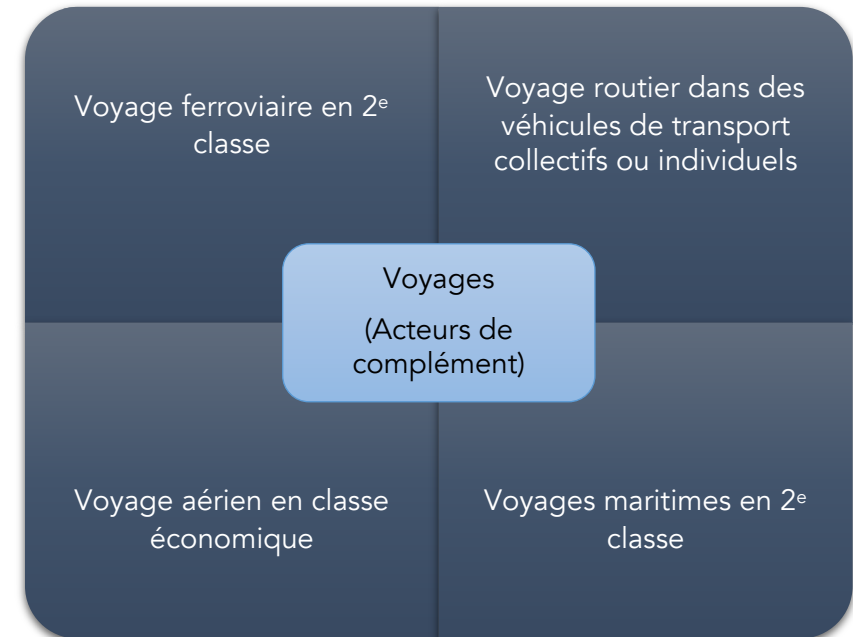 Voyage ferroviaire en 2e
classe
Voyage routier dans des
véhicules de transport
collectifs ou individuels
Voyages
(Acteurs de
complément)
Voyage aérien en classe
économique
Voyages maritimes en 2e
classe